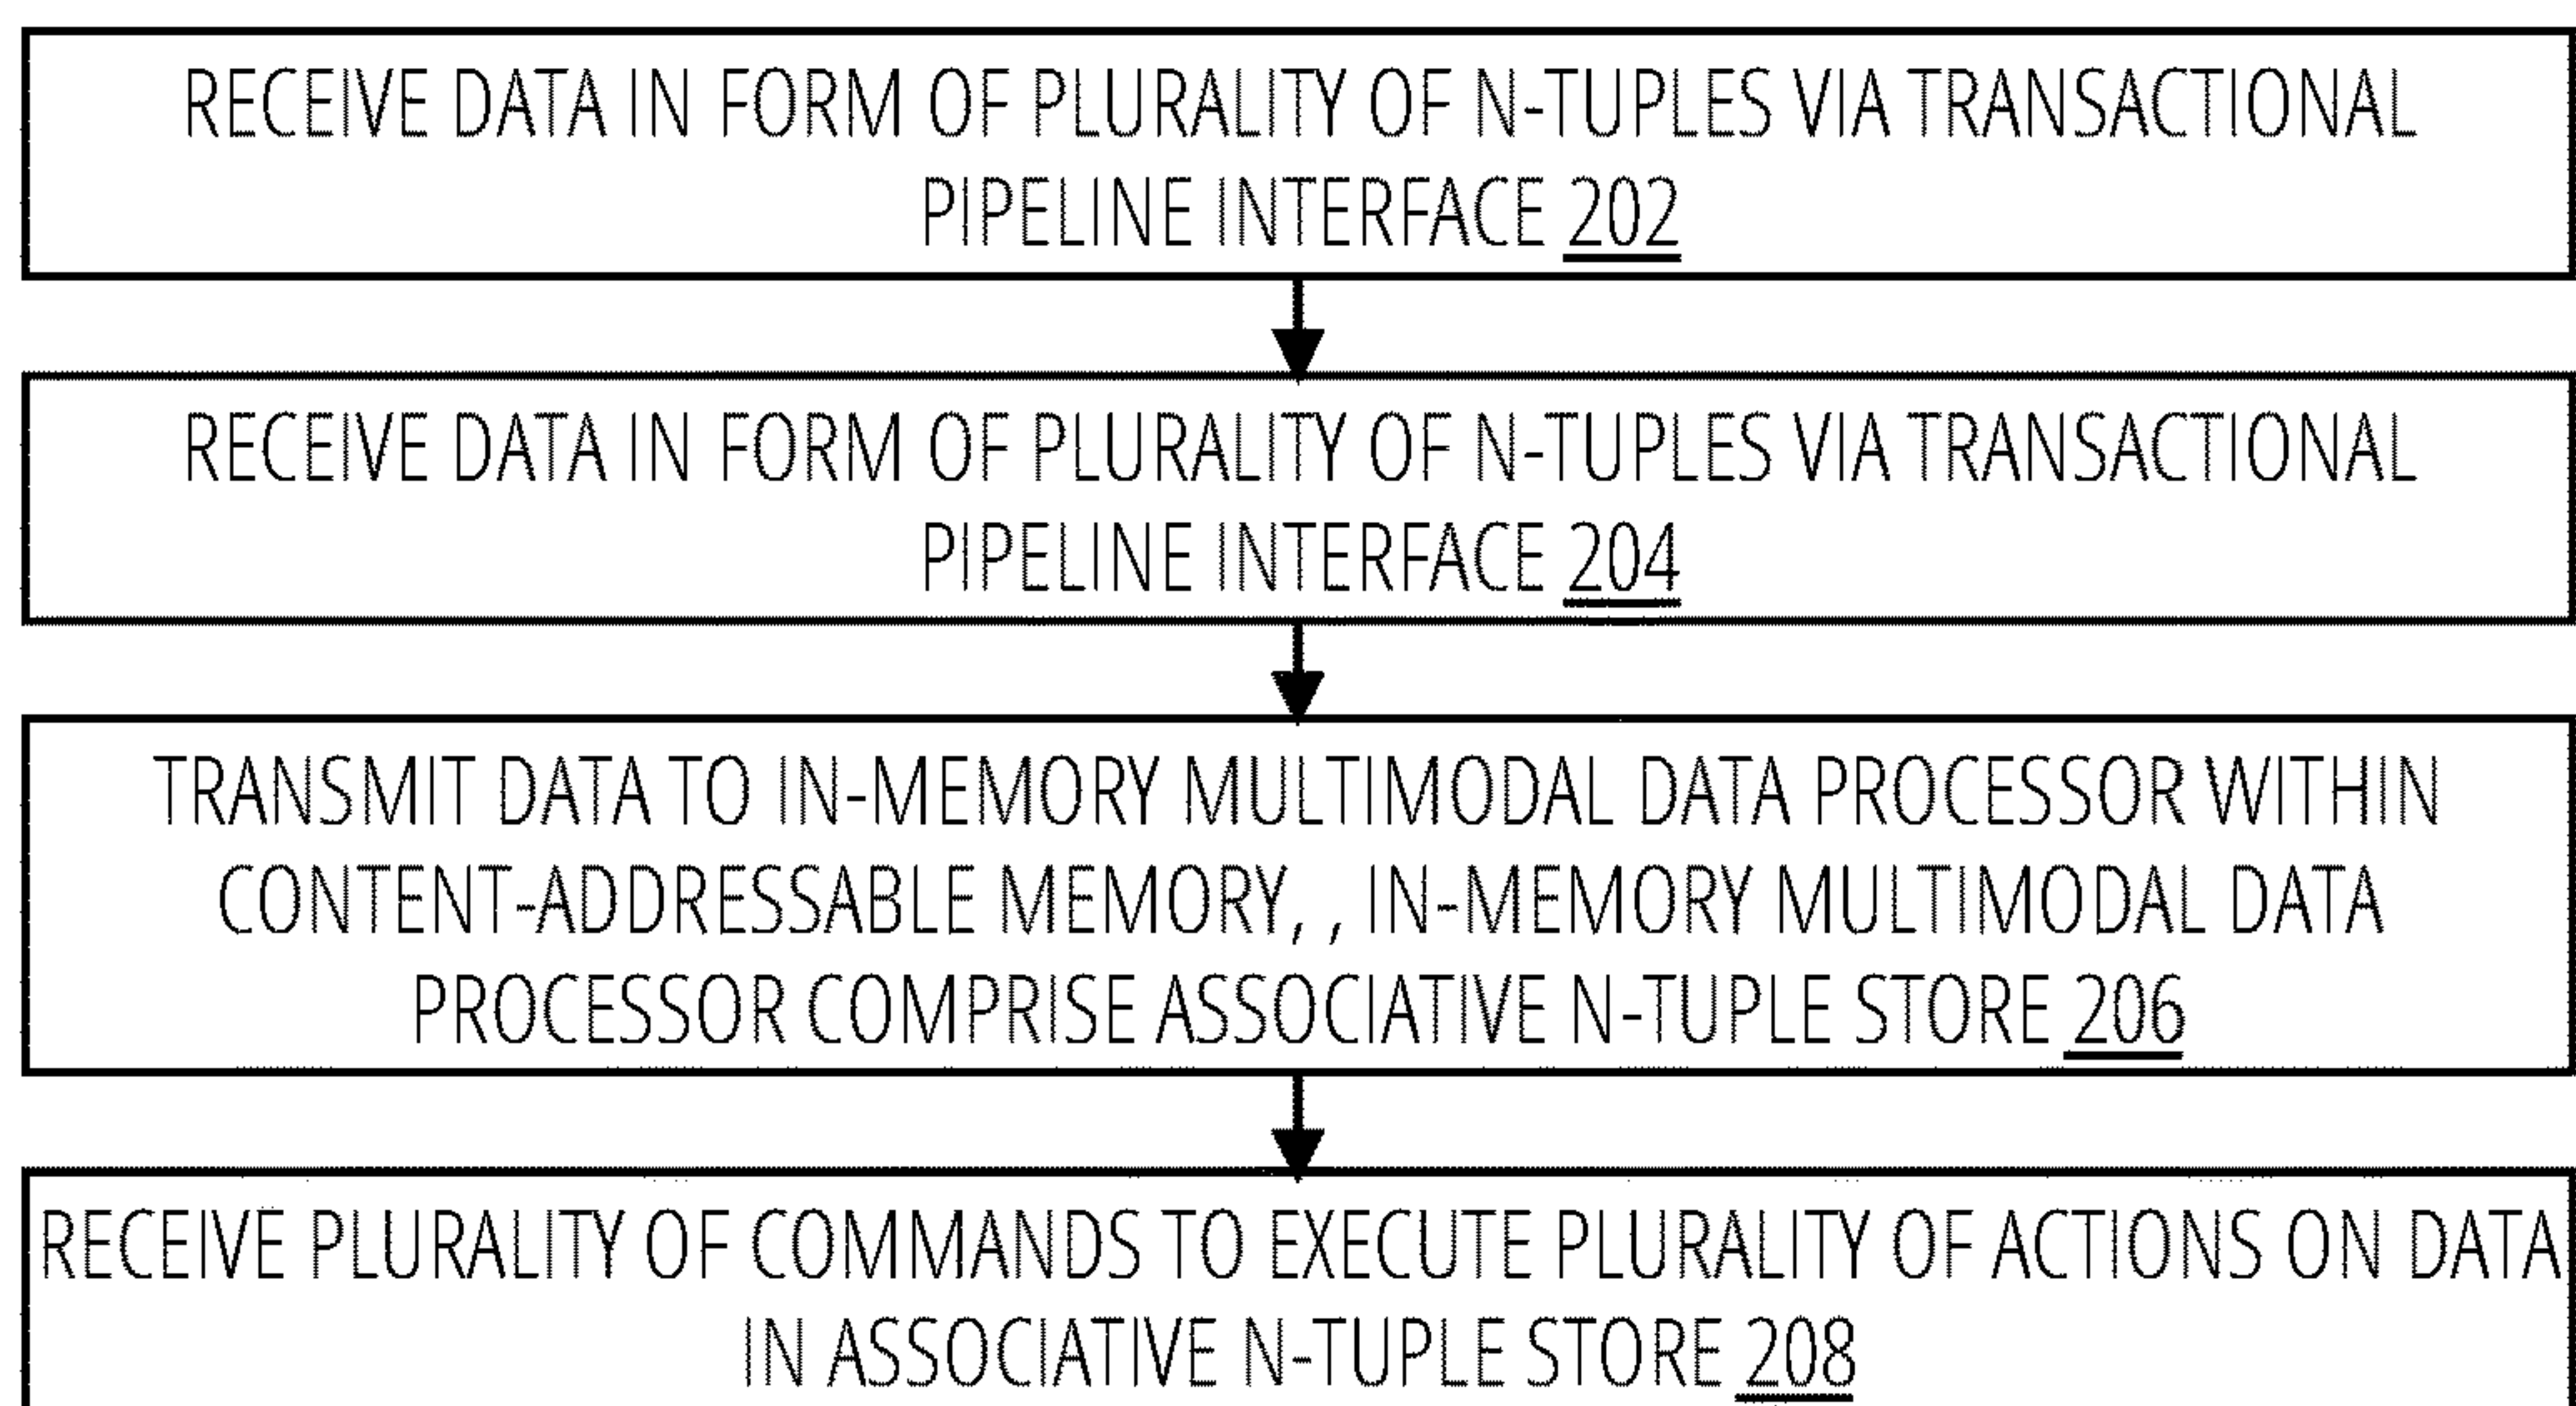 RECEIVE DATA IN FORM OF PLURALITY OF N-TUPLES VIA TRANSACTIONAL
PIPELINE INTERFACE 202
RECEIVE DATA IN FORM OF PLURALITY OF N-TUPLES VIA TRANSACTIONAL
PIPELINE INTERFACE 204
TRANSMIT DATA TO IN-MEMORY MULTIMODAL DATA PROCESSOR WITHIN
CONTENT-ADDRESSABLE MEMORY, , IN-MEMORY MULTIMODAL DATA
PROCESSOR COMPRISE ASSOCIATIVE N-TUPLE STORE 206
RECEIVE PLURALITY OF COMMANDS TO EXECUTE PLURALITY OF ACTIONS ON DATA
IN ASSOCIATIVE N-TUPLE STORE 208